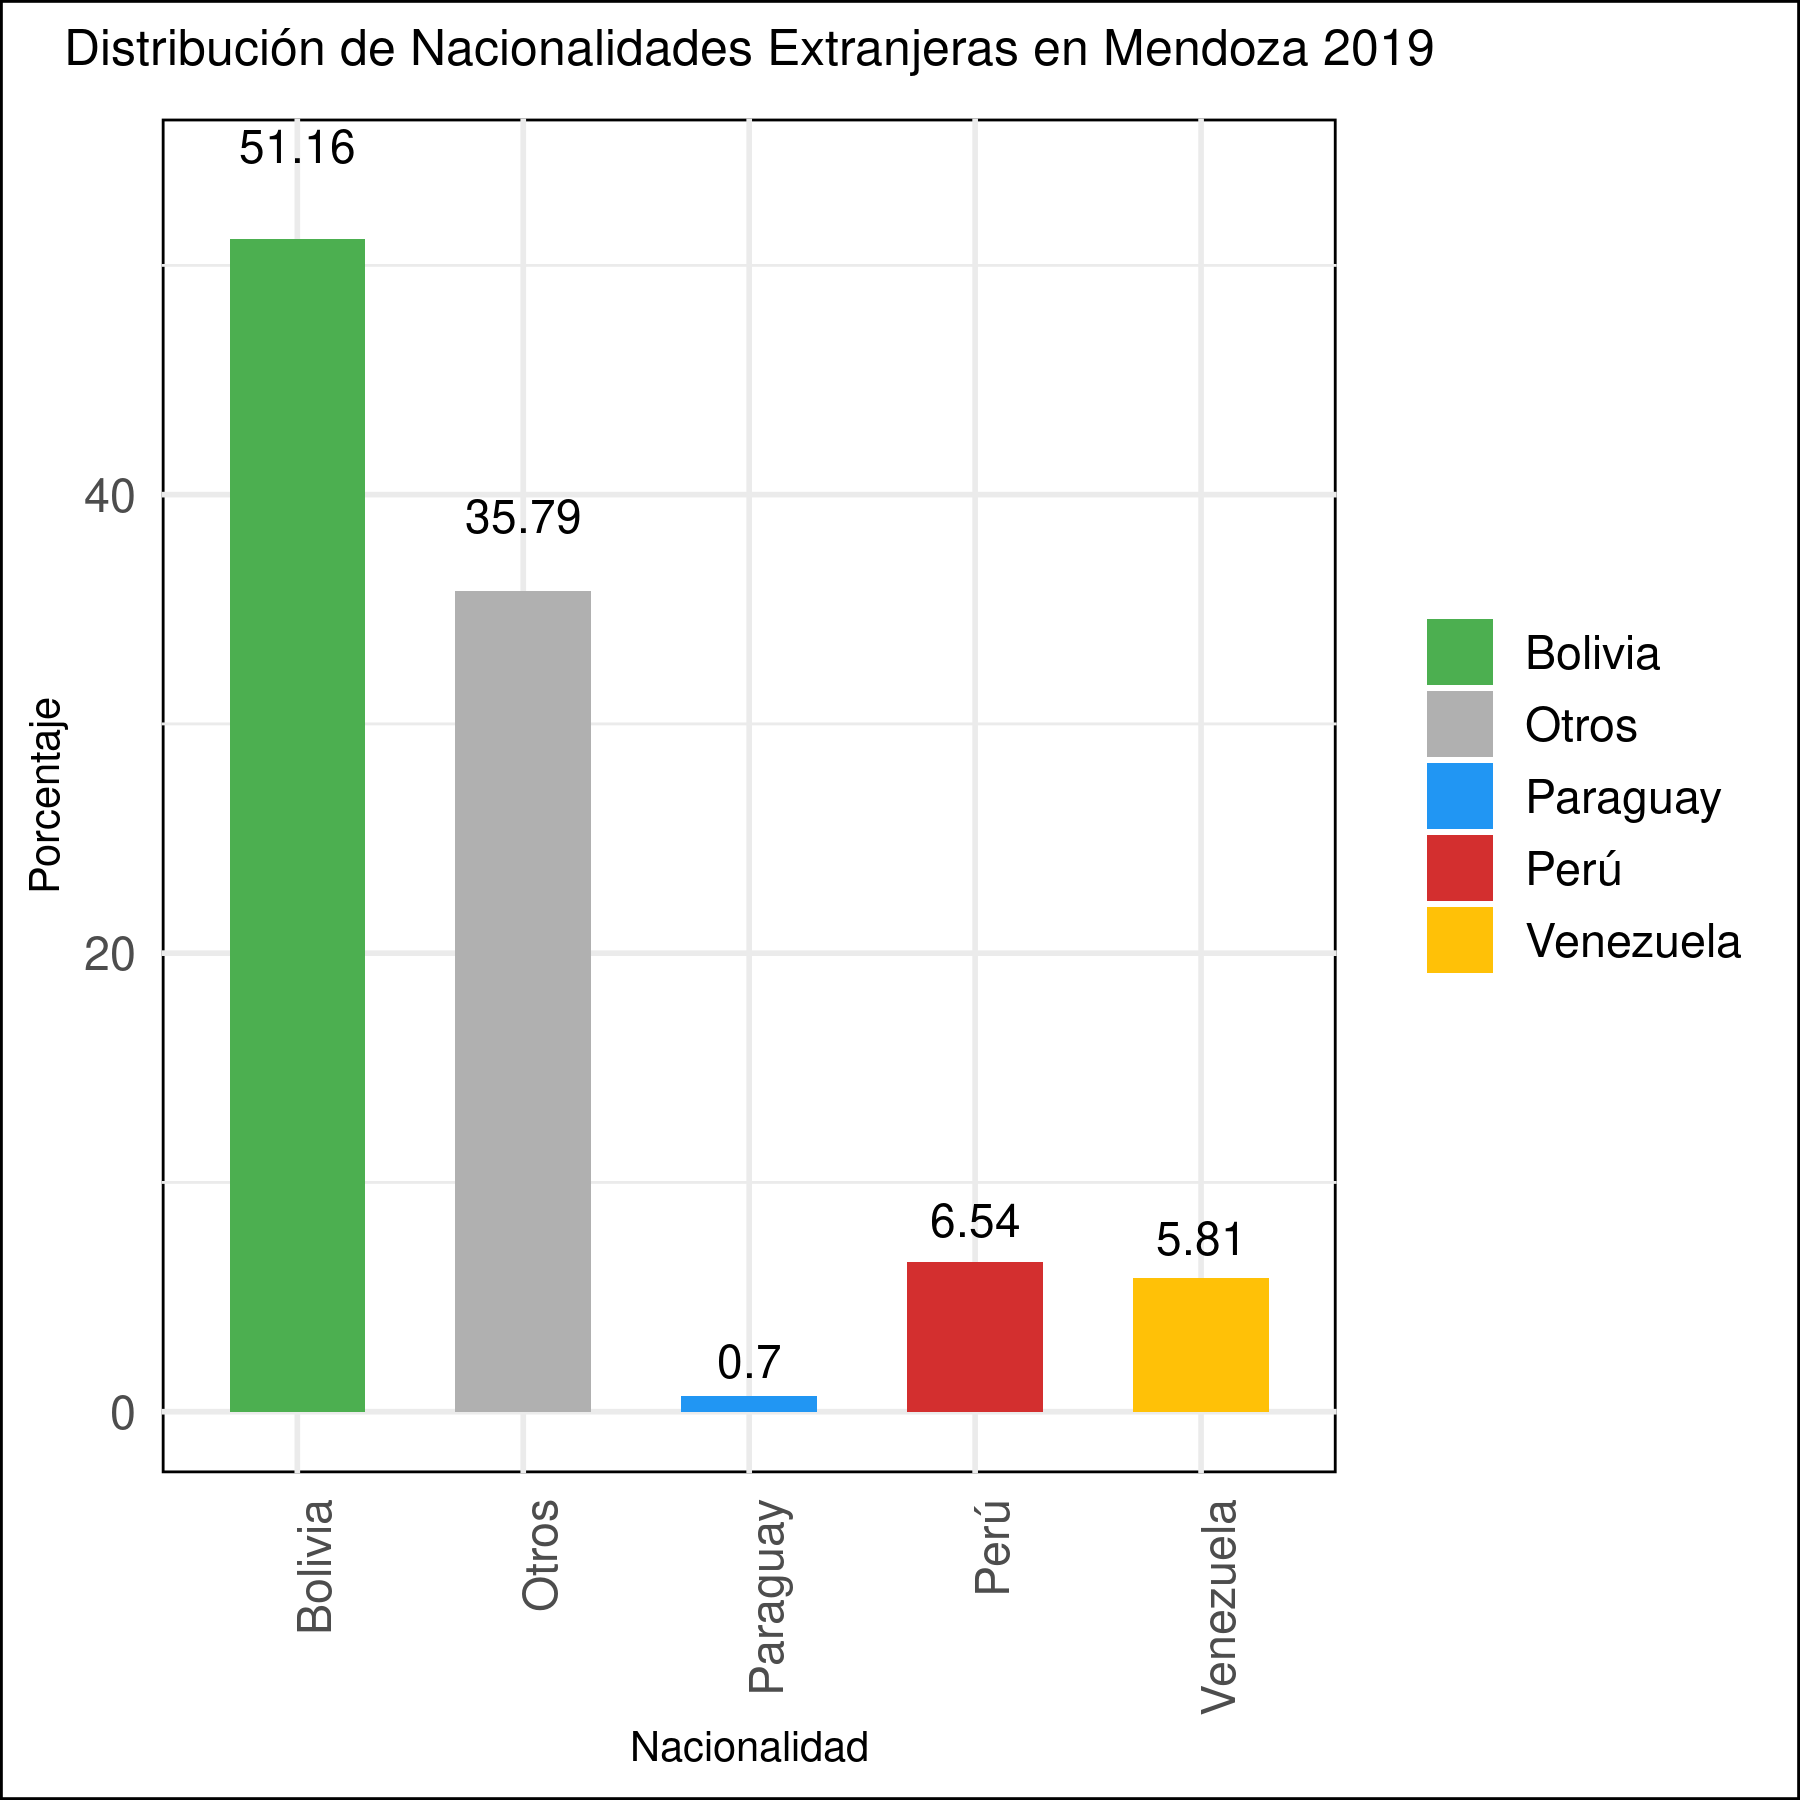 Distribución de Nacionalidades Extranjeras en Mendoza 2019
51.16
35.79
0.7
6.54
5.81
40
20
0
Porcentaje
Bolivia
Otros
Paraguay
Perú
Venezuela
Nacionalidad
Bolivia
Otros
Paraguay
Perú
Venezuela